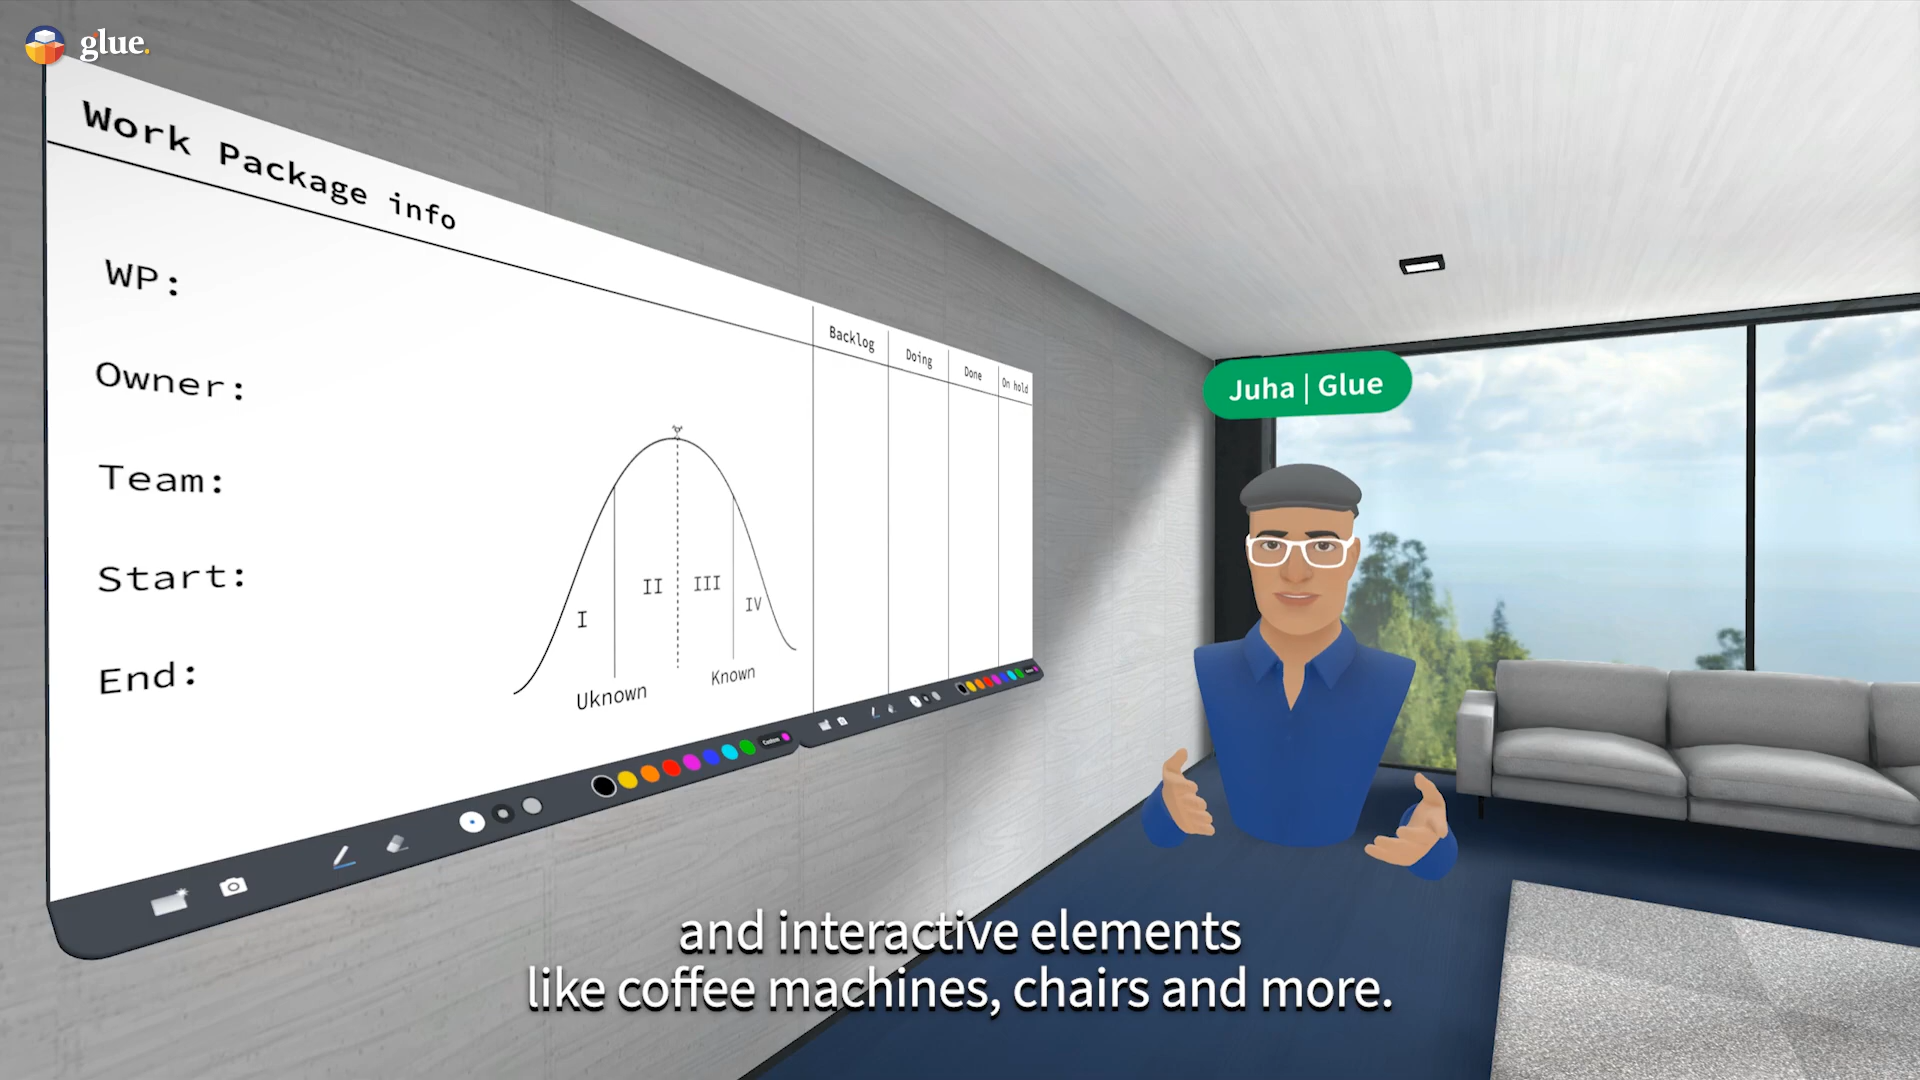 glue.
Work Package info
WP:
Owner:
Team:
Start:
End:
I
II
III
IV
Uknown
Known
Backlog
Doing
Done
On hold
Custom
Juha | Glue
and interactive elements
like coffee machines, chairs and more.